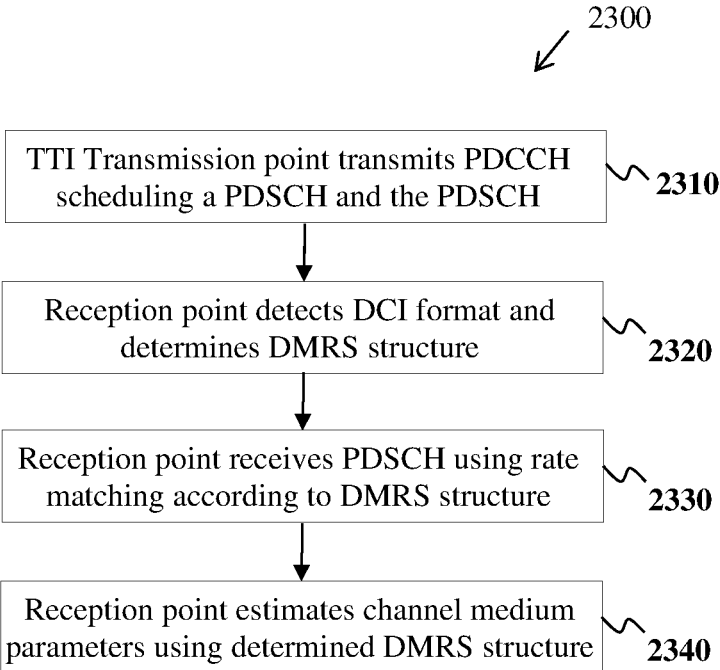 2300
TTI Transmission point transmits PDCCH
scheduling a PDSCH and the PDSCH
2310
Reception point detects DCI format and
determines DMRS structure
2320
Reception point receives PDSCH using rate
matching according to DMRS structure
2330
Reception point estimates channel medium
parameters using determined DMRS structure
2340